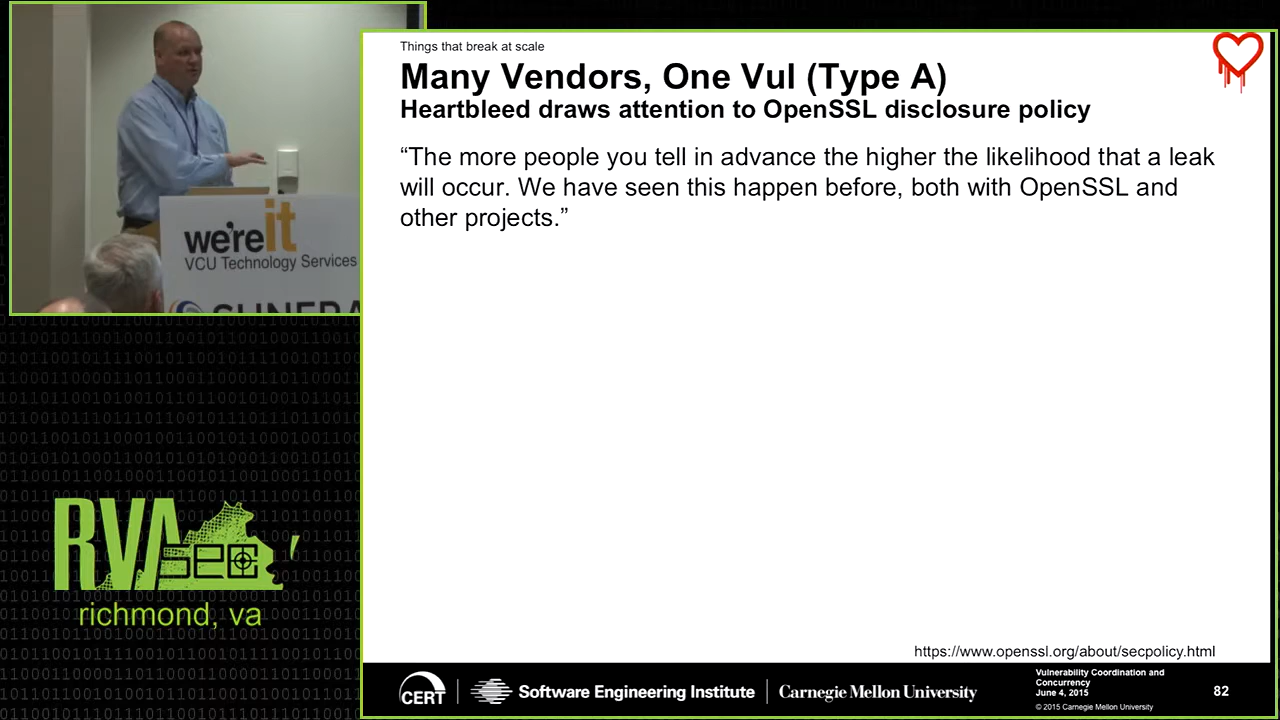 Things that break at scale
Many Vendors, One Vul (Type A)
Heartbleed draws attention to OpenSSL disclosure policy
“The more people you tell in advance the higher the likelihood that a leak
will occur. We have seen this happen before, both with OpenSSL and
other projects.”
we're it
VCU Technology Services
RVAsec
richmond, va
https://www.openssl.org/about/secpolicy.html
CERT
Software Engineering Institute
Carnegie Mellon University
Vulnerability Coordination and
Concurrency
June 4, 2015
© 2015 Carnegie Mellon University
82